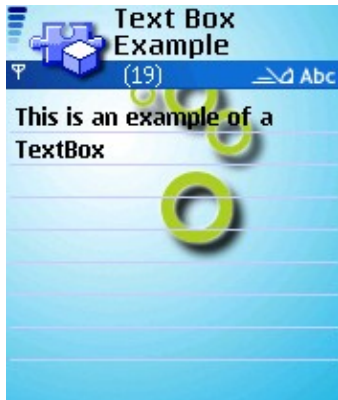 Text Box
Example
(19)
Abc
This is an example of a
TextBox